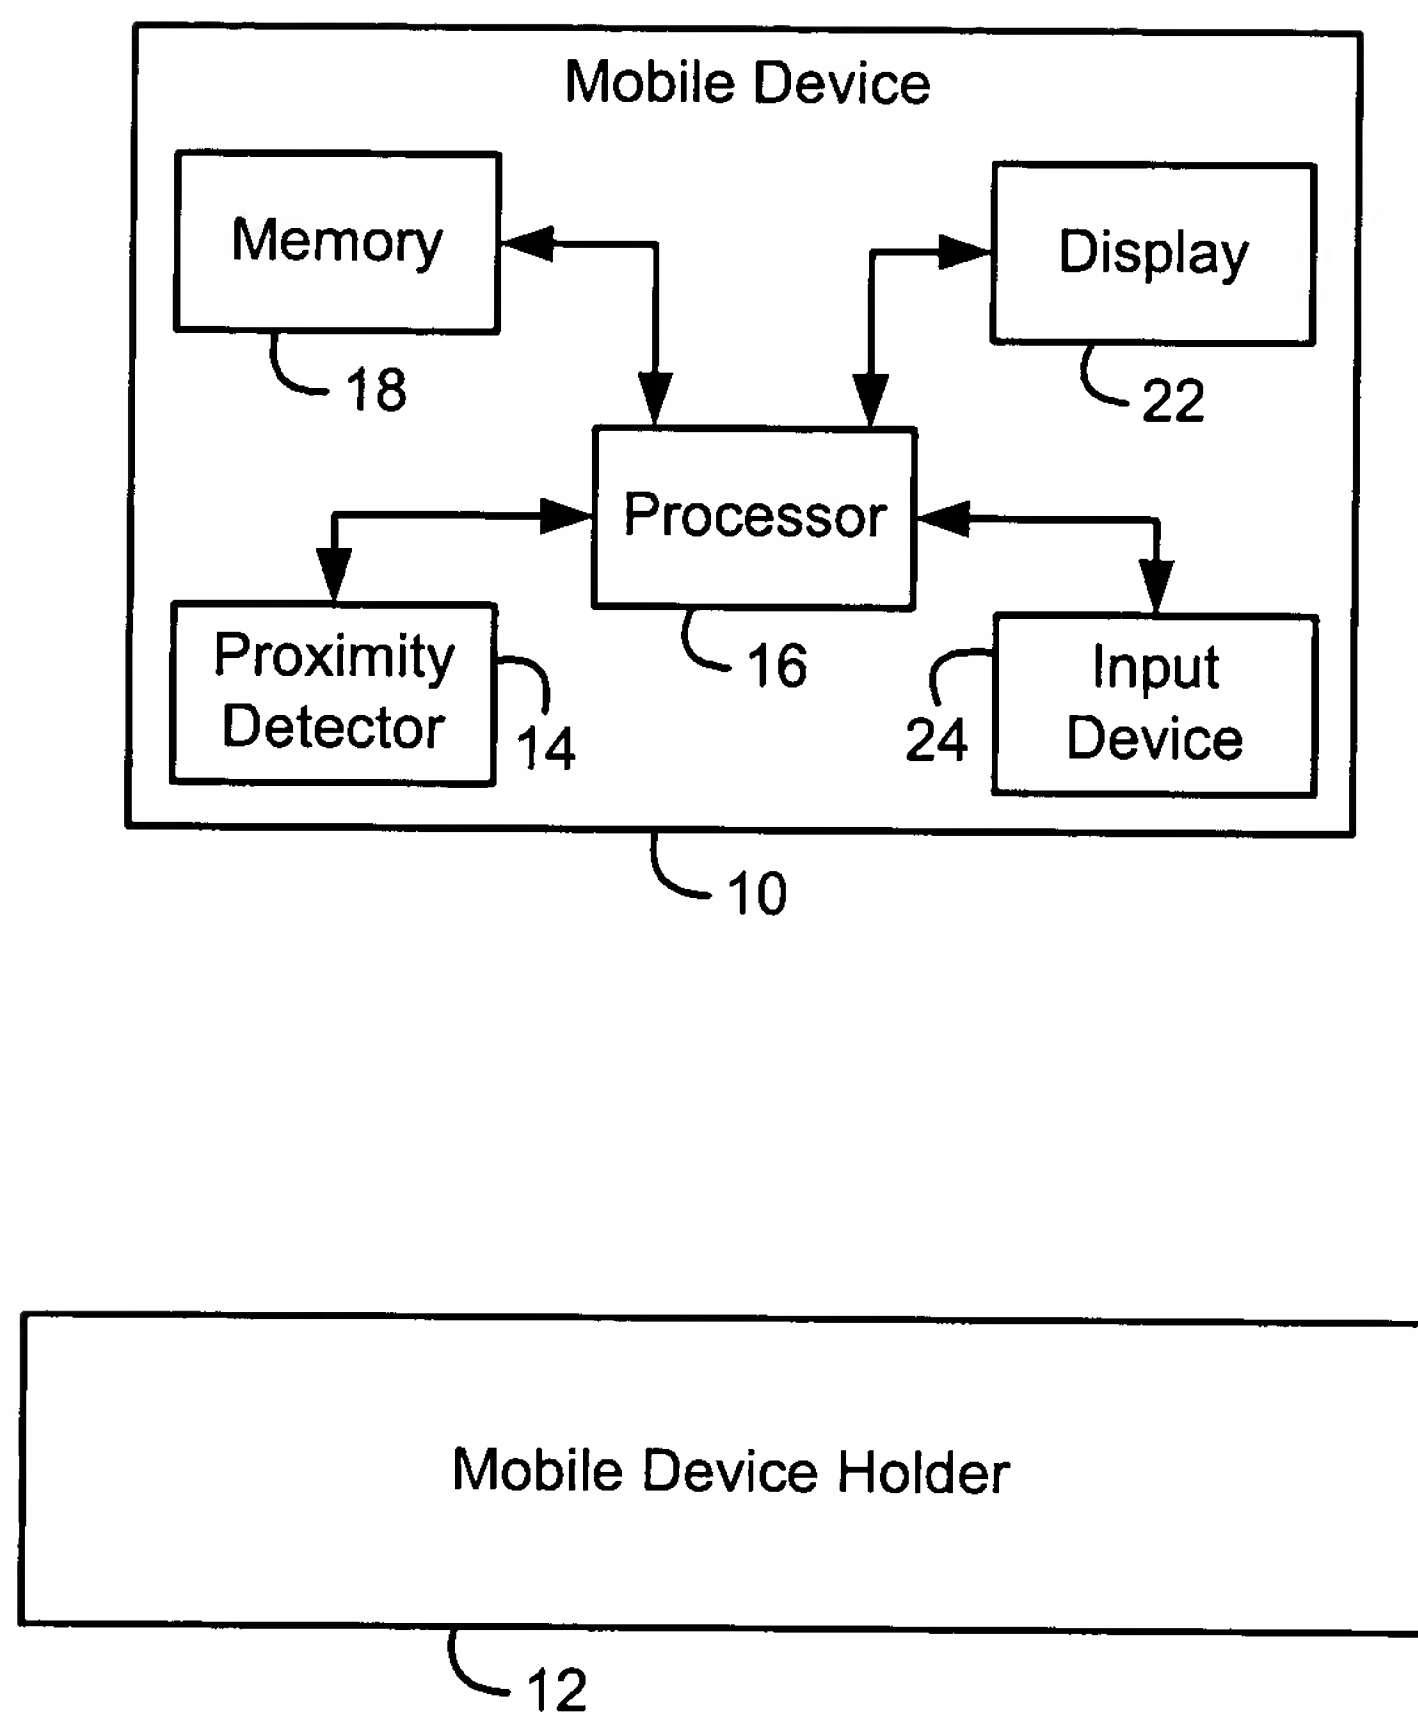 Mobile Device
Memory
Display
18
22
Processor
16
Proximity
Detector
14
24
Input
Device
10
Mobile Device Holder
12